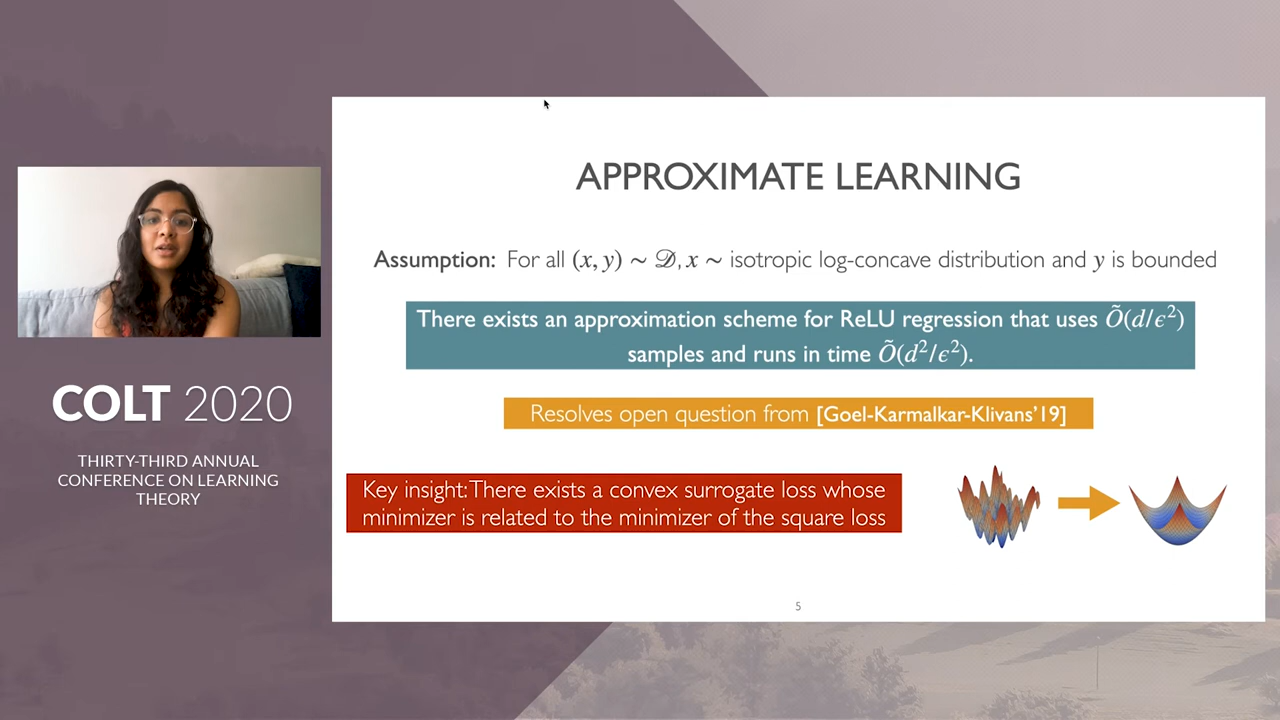 COLT 2020
THIRTY-THIRD ANNUAL
CONFERENCE ON LEARNING
THEORY
APPROXIMATE LEARNING
Assumption: For all (x, y) ∼ 𝒟, x ∼ isotropic log-concave distribution and y is bounded
There exists an approximation scheme for ReLU regression that uses Õ(d/ϵ²)
samples and runs in time Õ(d²/ϵ²).
Resolves open question from [Goel-Karmalkar-Klivans'19]
Key insight: There exists a convex surrogate loss whose
minimizer is related to the minimizer of the square loss
5